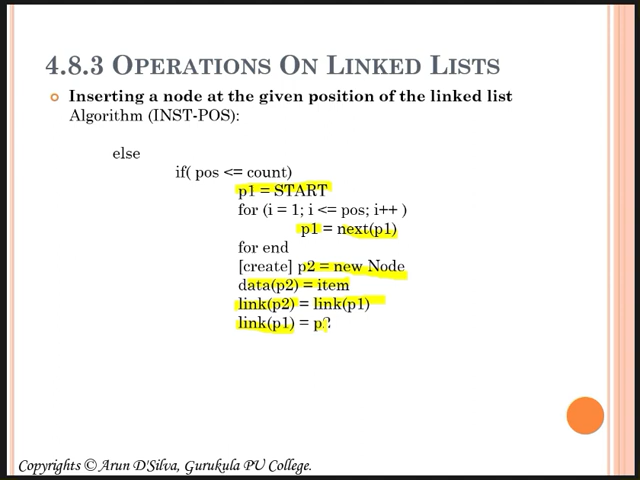 4.8.3 OPERATIONS ON LINKED LISTS
Inserting a node at the given position of the linked list
Algorithm (INST-POS):
else
if( pos <= count)
p1 = START
for (i = 1; i <= pos; i++ )
p1 = next(p1)
for end
[create] p2 = new Node
data(p2) = item
link(p2) = link(p1)
link(p1) = p2
Copyrights © Arun D'Silva, Gurukula PU College.